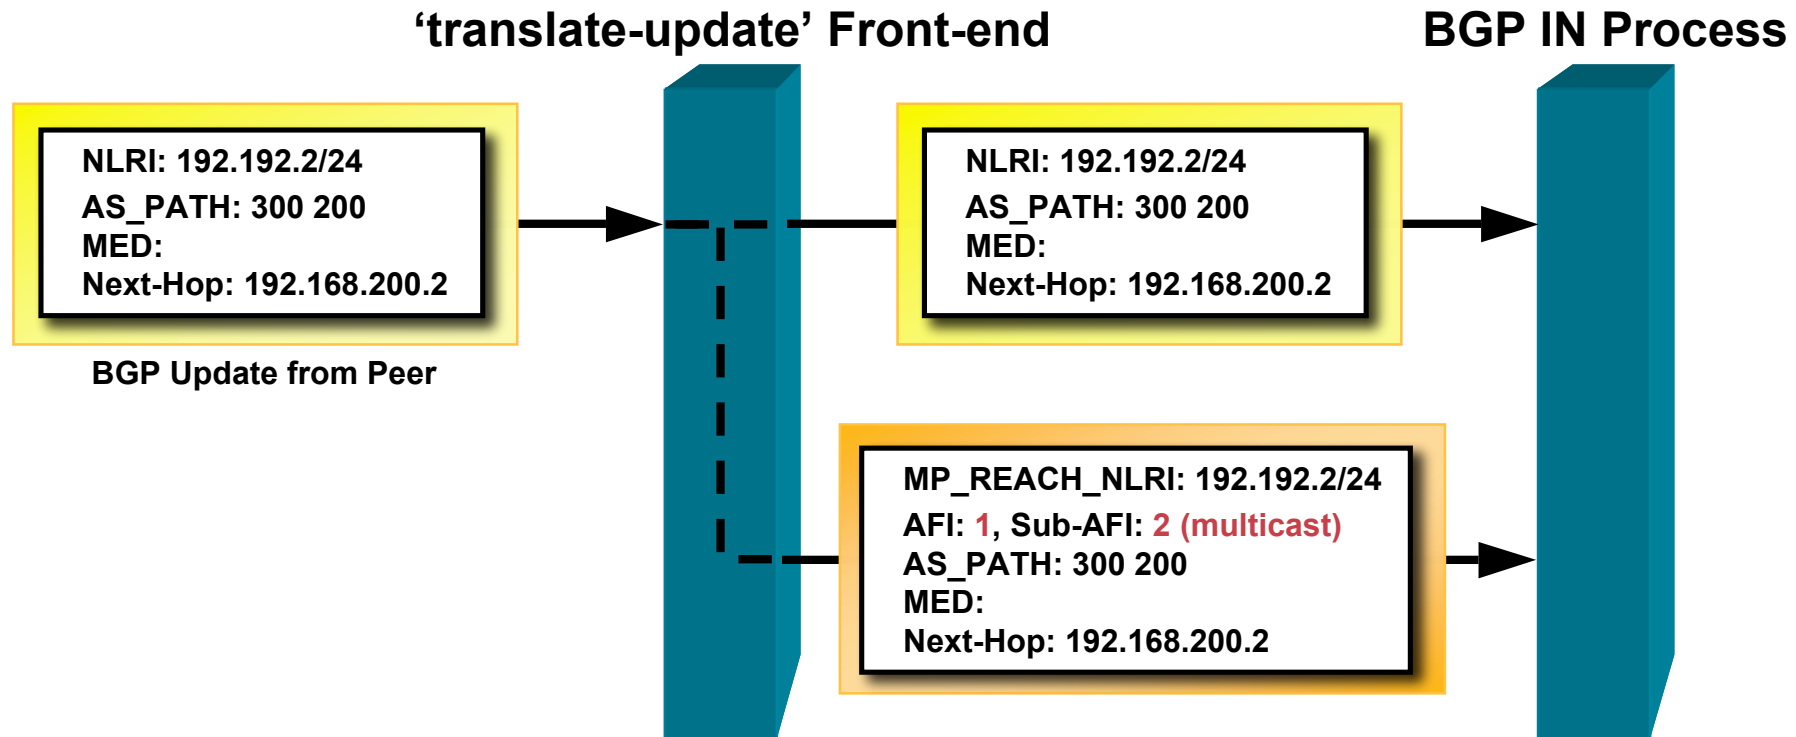 ‘translate-update’ Front-end
BGP IN Process
NLRI: 192.192.2/24
AS_PATH: 300 200
MED:
Next-Hop: 192.168.200.2
BGP Update from Peer
NLRI: 192.192.2/24
AS_PATH: 300 200
MED:
Next-Hop: 192.168.200.2
MP_REACH_NLRI: 192.192.2/24
AFI: 1, Sub-AFI: 2 (multicast)
AS_PATH: 300 200
MED:
Next-Hop: 192.168.200.2